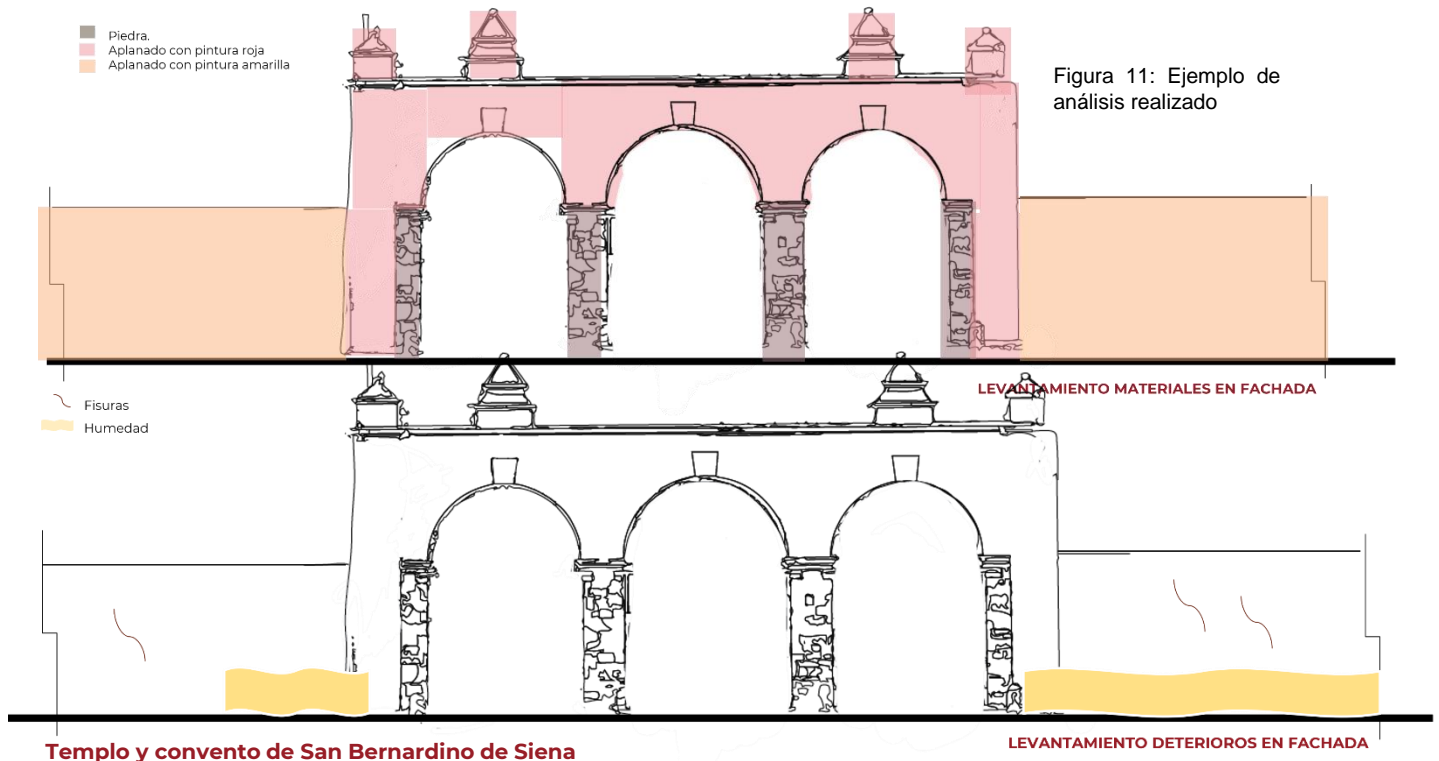 Piedra.
Aplanado con pintura roja
Aplanado con pintura amarilla
Figura 11: Ejemplo de
análisis realizado
LEVANTAMIENTO MATERIALES EN FACHADA
Fisuras
Humedad
LEVANTAMIENTO DETERIOROS EN FACHADA
Templo y convento de San Bernardino de Siena